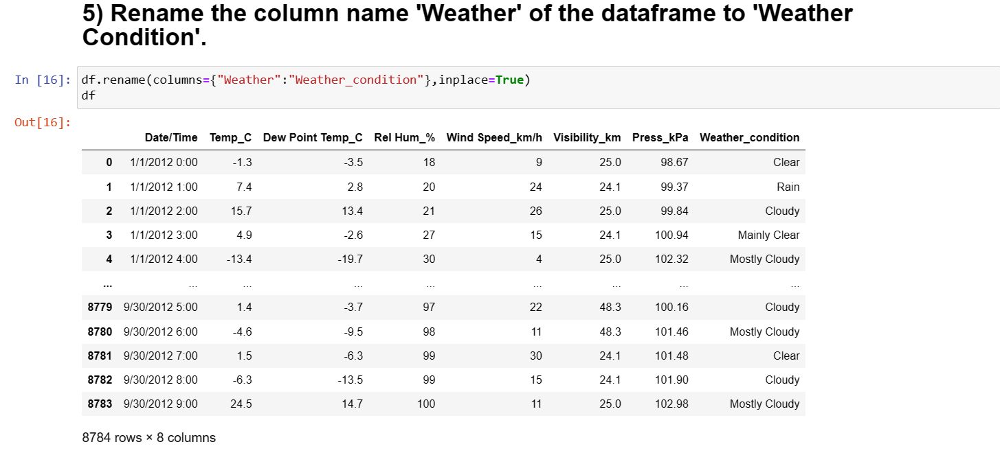 5) Rename the column name 'Weather' of the dataframe to 'Weather
Condition'.
In [16]: df.rename(columns={"Weather":"Weather_condition"},inplace=True)
df
Out[16]:
Date/Time Temp_C Dew Point Temp_C Rel Hum_% Wind Speed_km/h Visibility_km Press_kPa Weather_condition
0 1/1/2012 0:00 -1.3 -3.5 18 9 25.0 98.67 Clear
1 1/1/2012 1:00 7.4 2.8 20 24 24.1 99.37 Rain
2 1/1/2012 2:00 15.7 13.4 21 26 25.0 99.84 Cloudy
3 1/1/2012 3:00 4.9 -2.6 27 15 24.1 100.94 Mainly Clear
4 1/1/2012 4:00 -13.4 -19.7 30 4 25.0 102.32 Mostly Cloudy
... ... ... ... ... ... ... ... ...
8779 9/30/2012 5:00 1.4 -3.7 97 22 48.3 100.16 Cloudy
8780 9/30/2012 6:00 -4.6 -9.5 98 11 48.3 101.46 Mostly Cloudy
8781 9/30/2012 7:00 1.5 -6.3 99 30 24.1 101.48 Clear
8782 9/30/2012 8:00 -6.3 -13.5 99 15 24.1 101.90 Cloudy
8783 9/30/2012 9:00 24.5 14.7 100 11 25.0 102.98 Mostly Cloudy
8784 rows × 8 columns